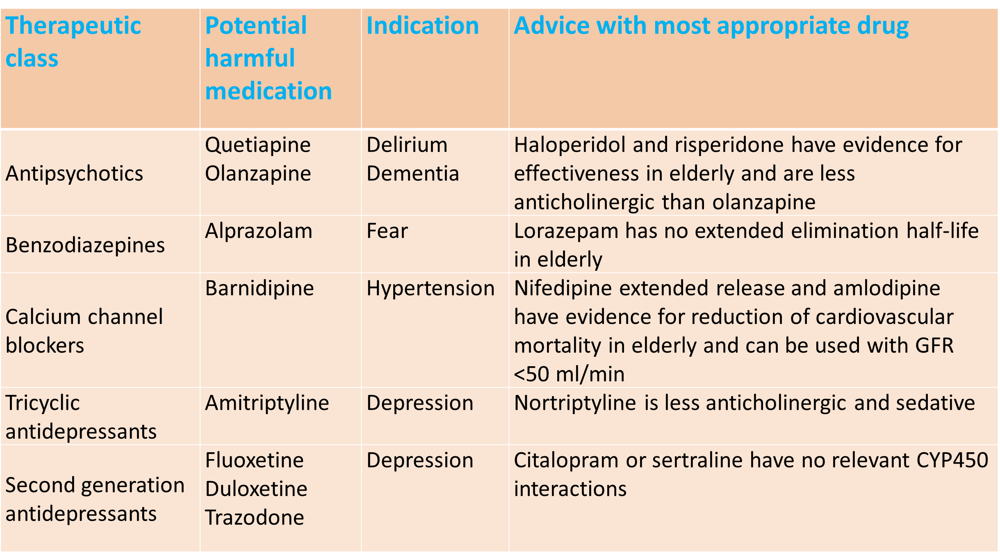 Therapeutic
class
Potential
harmful
medication
Indication
Advice with most appropriate drug
Antipsychotics
Quetiapine
Olanzapine
Delirium
Dementia
Haloperidol and risperidone have evidence for
effectiveness in elderly and are less
anticholinergic than olanzapine
Benzodiazepines
Alprazolam
Fear
Lorazepam has no extended elimination half-life
in elderly
Calcium channel
blockers
Barnidipine
Hypertension
Nifedipine extended release and amlodipine
have evidence for reduction of cardiovascular
mortality in elderly and can be used with GFR
<50 ml/min
Tricyclic
antidepressants
Amitriptyline
Depression
Nortriptyline is less anticholinergic and sedative
Second generation
antidepressants
Fluoxetine
Duloxetine
Trazodone
Depression
Citalopram or sertraline have no relevant CYP450
interactions